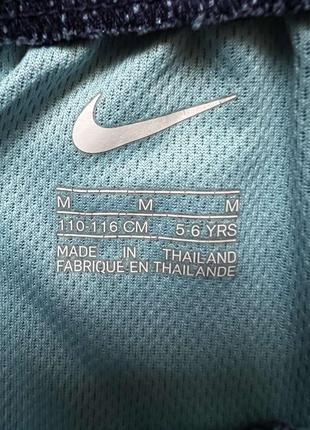 M M M
110-116 CM 5-6 YRS
MADE IN THAILAND
FABRIQUE EN THAILANDE